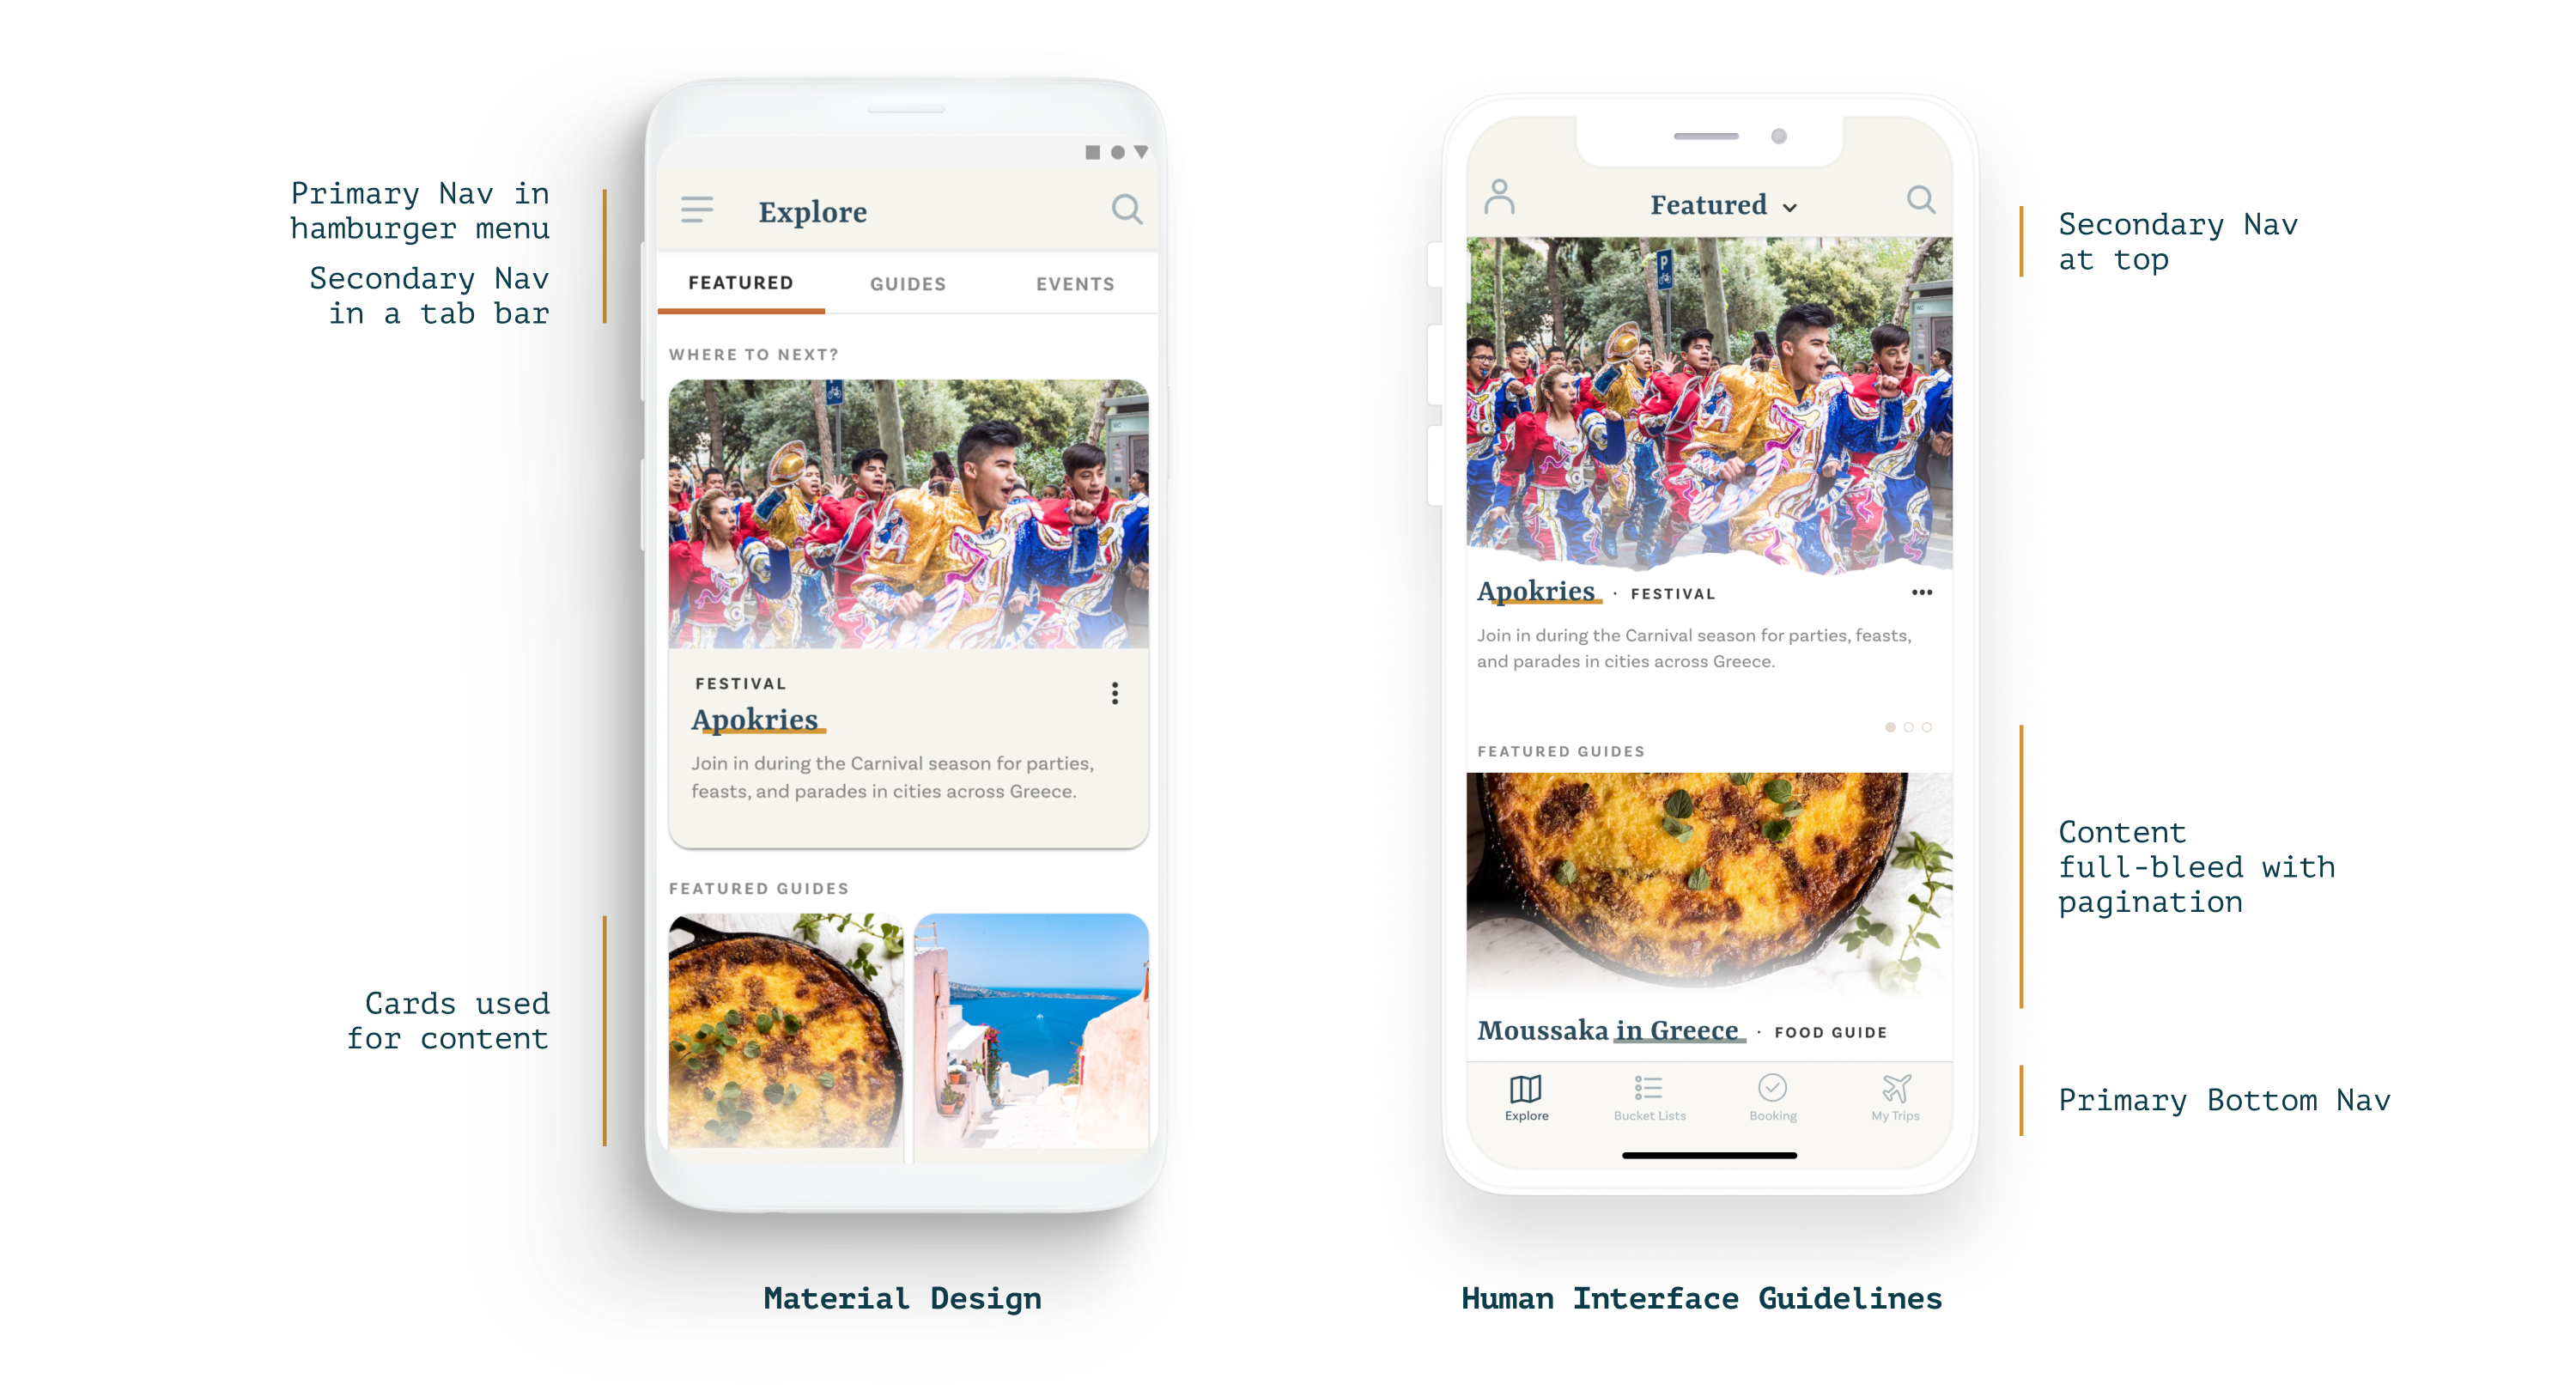 Primary Nav in
hamburger menu
Secondary Nav
in a tab bar
Cards used
for content
Explore
FEATURED GUIDES EVENTS
WHERE TO NEXT?
P
FESTIVAL
Apokries
Join in during the Carnival season for parties,
feasts, and parades in cities across Greece.
FEATURED GUIDES
Material Design
Featured
P
Apokries · FESTIVAL
Join in during the Carnival season for parties, feasts,
and parades in cities across Greece.
FEATURED GUIDES
Moussaka in Greece · FOOD GUIDE
Explore Bucket Lists Booking My Trips
Human Interface Guidelines
Secondary Nav
at top
Content
full-bleed with
pagination
Primary Bottom Nav